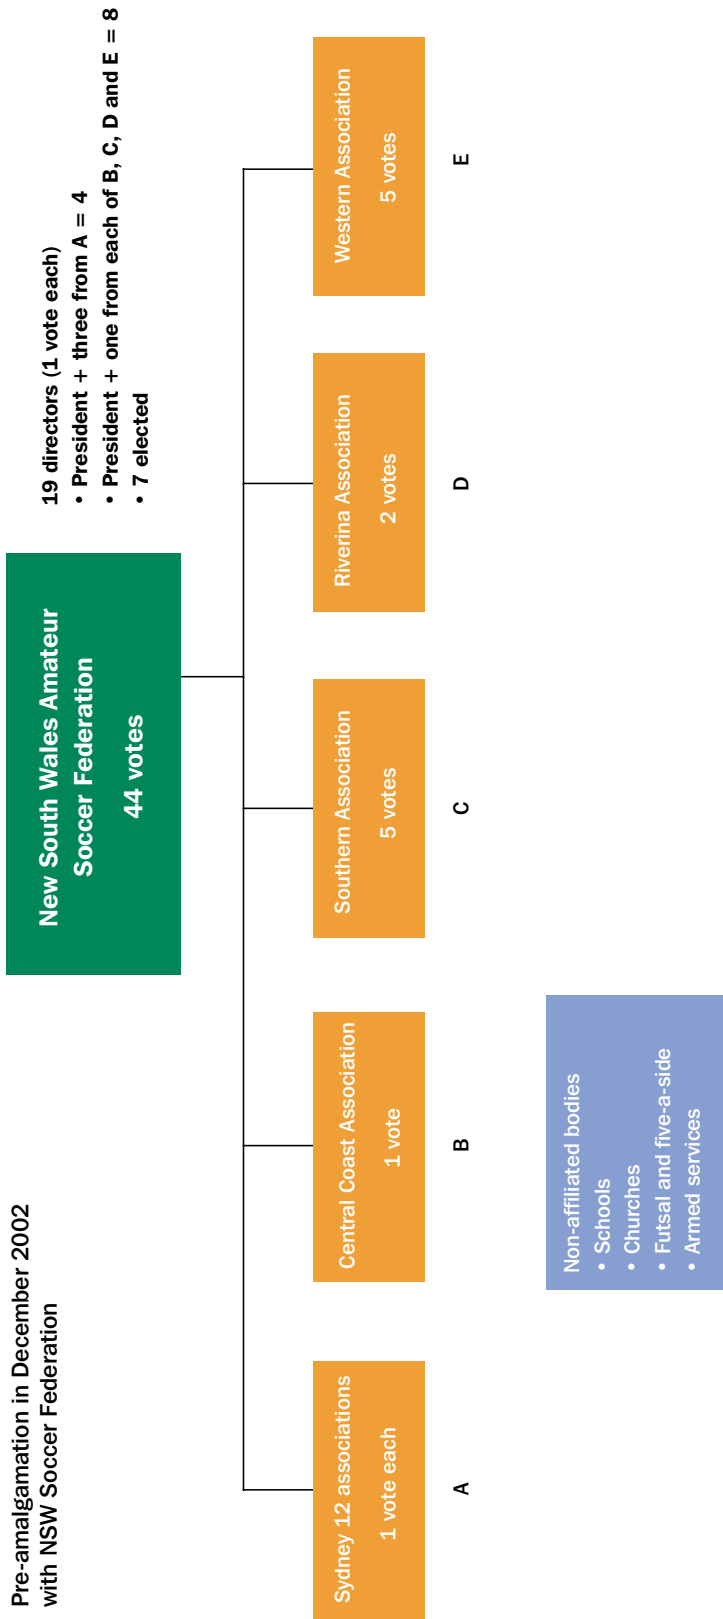 Pre-amalgamation in December 2002
with NSW Soccer Federation
New South Wales Amateur
Soccer Federation
44 votes
19 directors (1 vote each)
• President + three from A = 4
• President + one from each of B, C, D and E = 8
• 7 elected
Sydney 12 associations
1 vote each
Central Coast Association
1 vote
Southern Association
5 votes
Riverina Association
2 votes
Western Association
5 votes
A
B
C
D
E
Non-affiliated bodies
• Schools
• Churches
• Futsal and five-a-side
• Armed services